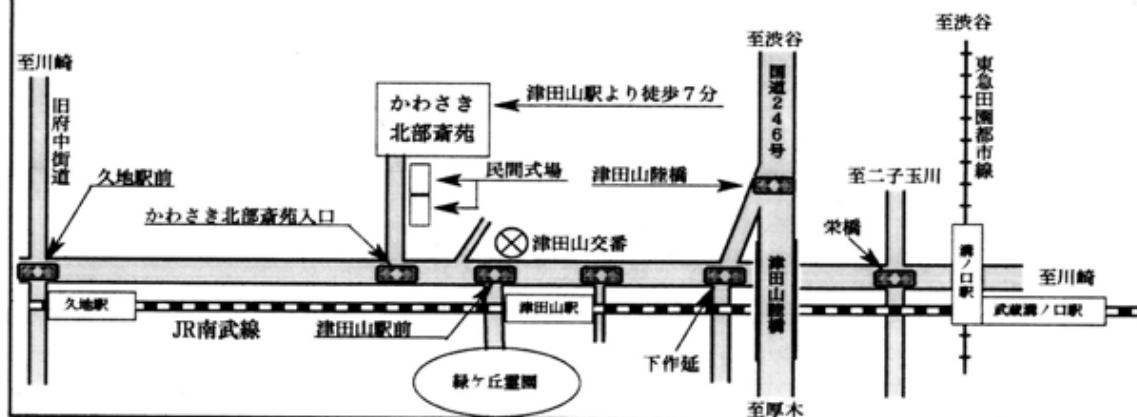 至川崎
旧府中街道
久地駅前
かわさき北部斎苑入口
かわさき
北部斎苑
津田山駅より徒歩7分
民間式場
津田山陸橋
津田山交番
至渋谷
国道246号
津田山陸橋
至厚木
至渋谷
東急田園都市線
至二子玉川
栄橋
溝ノ口駅
至川崎
久地駅
JR南武線
津田山駅前
津田山駅
下作延
武蔵溝ノ口駅
緑ケ丘霊園